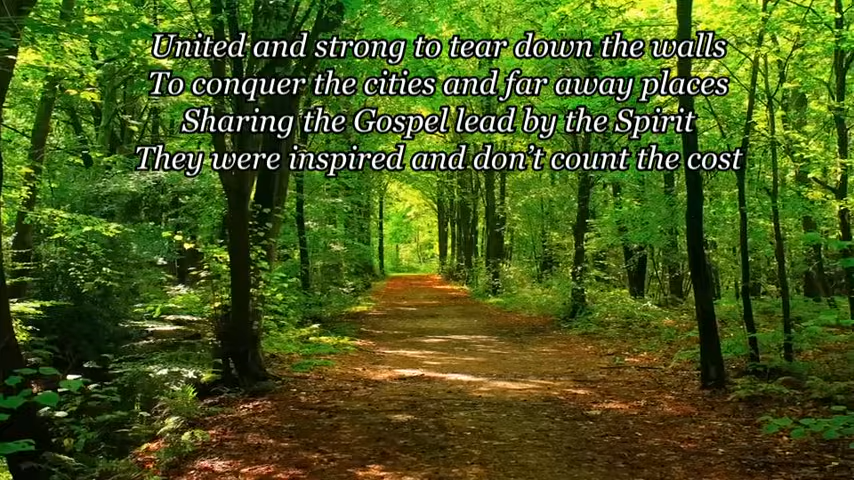 United and strong to tear down the walls
To conquer the cities and far away places
Sharing the Gospel lead by the Spirit
They were inspired and don't count the cost